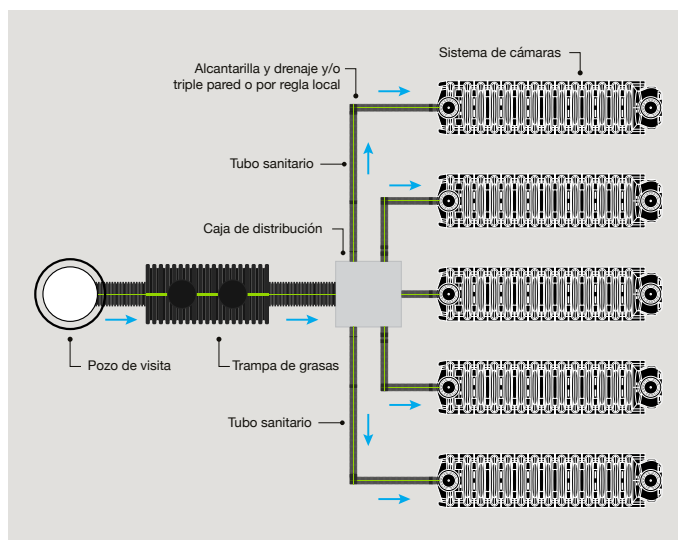 Sistema de cámaras
Alcantarilla y drenaje y/o
triple pared o por regla local
Tubo sanitario
Caja de distribución
Pozo de visita
Trampa de grasas
Tubo sanitario